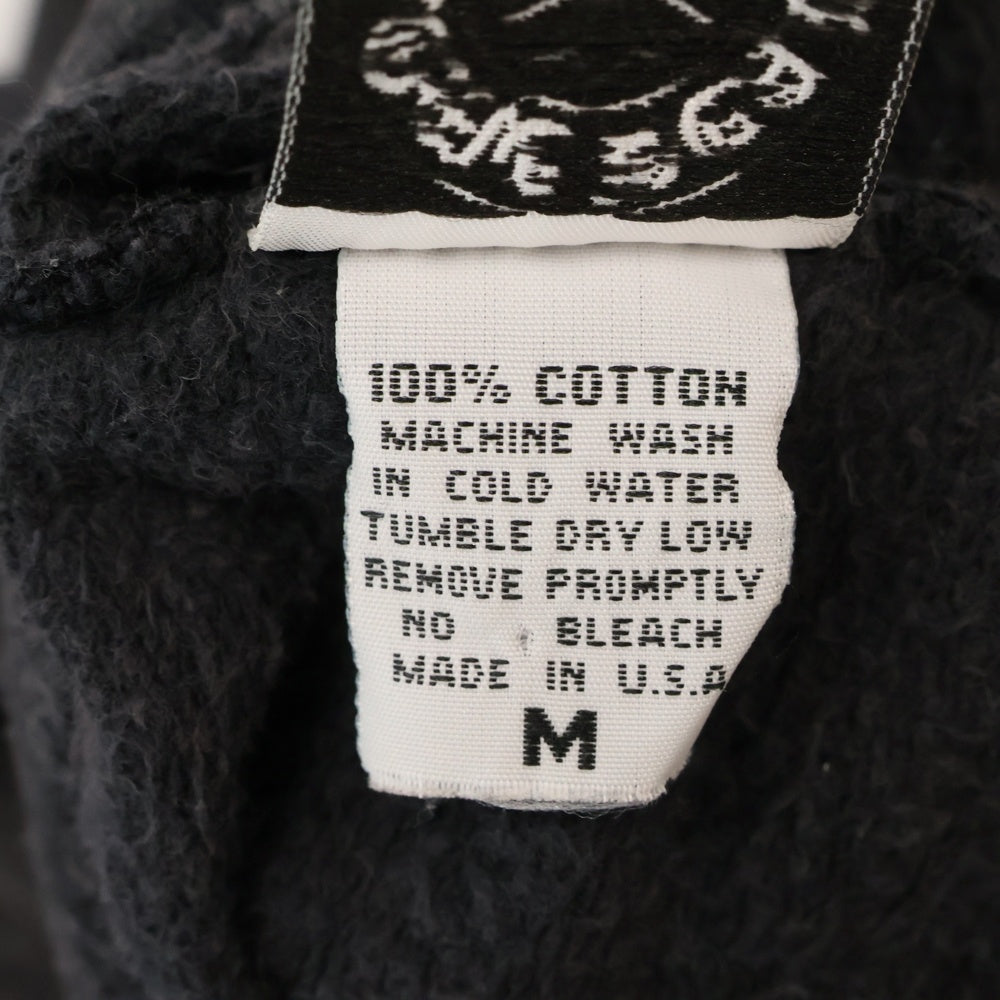 100% COTTON
MACHINE WASH
IN COLD WATER
TUMBLE DRY LOW
REMOVE PROMPTLY
NO BLEACH
MADE IN U.S.A
M